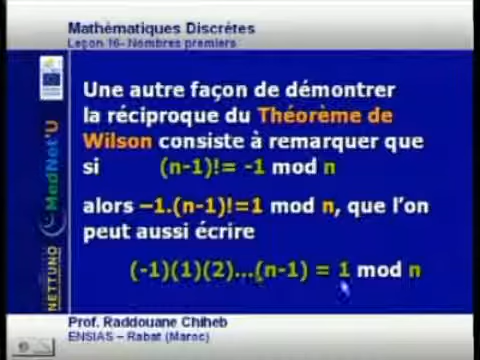 Mathématiques Discrétes
Leçon 16- Nombres premiers
Une autre façon de démontrer
la réciproque du Théorème de
Wilson consiste à remarquer que
si (n-1)!= -1 mod n
alors –1.(n-1)!=1 mod n, que l'on
peut aussi écrire
(-1)(1)(2)...(n-1) = 1 mod n
NETTUNO MedNet'U
Prof. Raddouane Chiheb
ENSIAS – Rabat (Maroc)